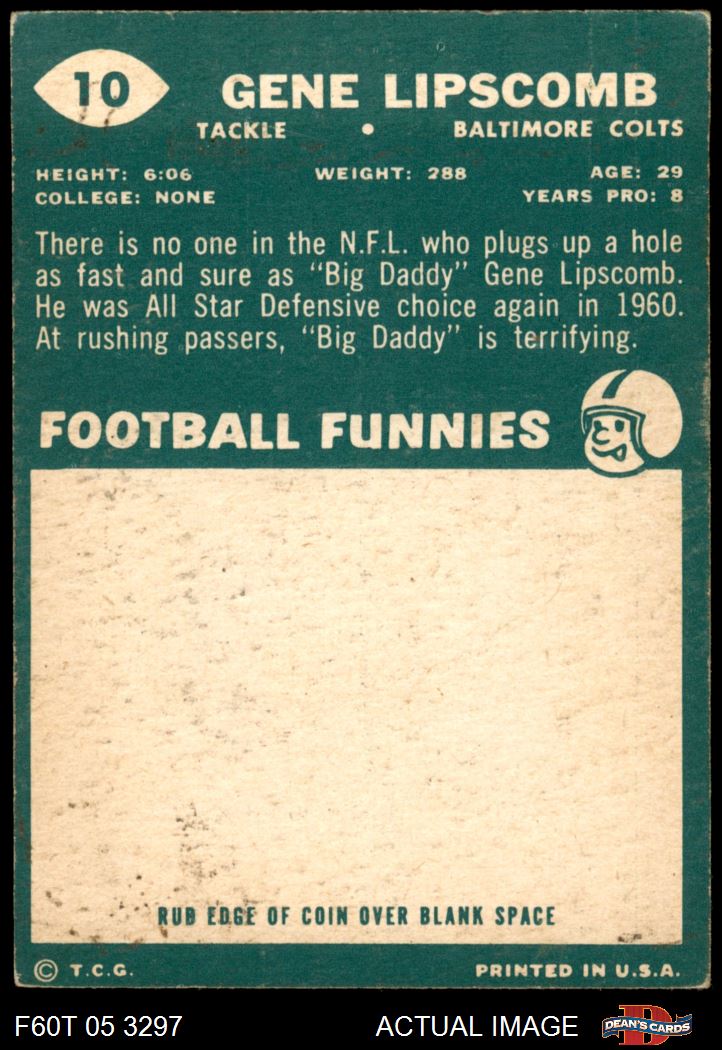 10
GENE LIPSCOMB
TACKLE • BALTIMORE COLTS
HEIGHT: 6:06 WEIGHT: 288 AGE: 29
COLLEGE: NONE YEARS PRO: 8
There is no one in the N.F.L. who plugs up a hole
as fast and sure as "Big Daddy" Gene Lipscomb.
He was All Star Defensive choice again in 1960.
At rushing passers, "Big Daddy" is terrifying.
FOOTBALL FUNNIES
RUB EDGE OF COIN OVER BLANK SPACE
© T.C.G. PRINTED IN U.S.A.
F60T 05 3297 ACTUAL IMAGE D DEAN'S CARDS